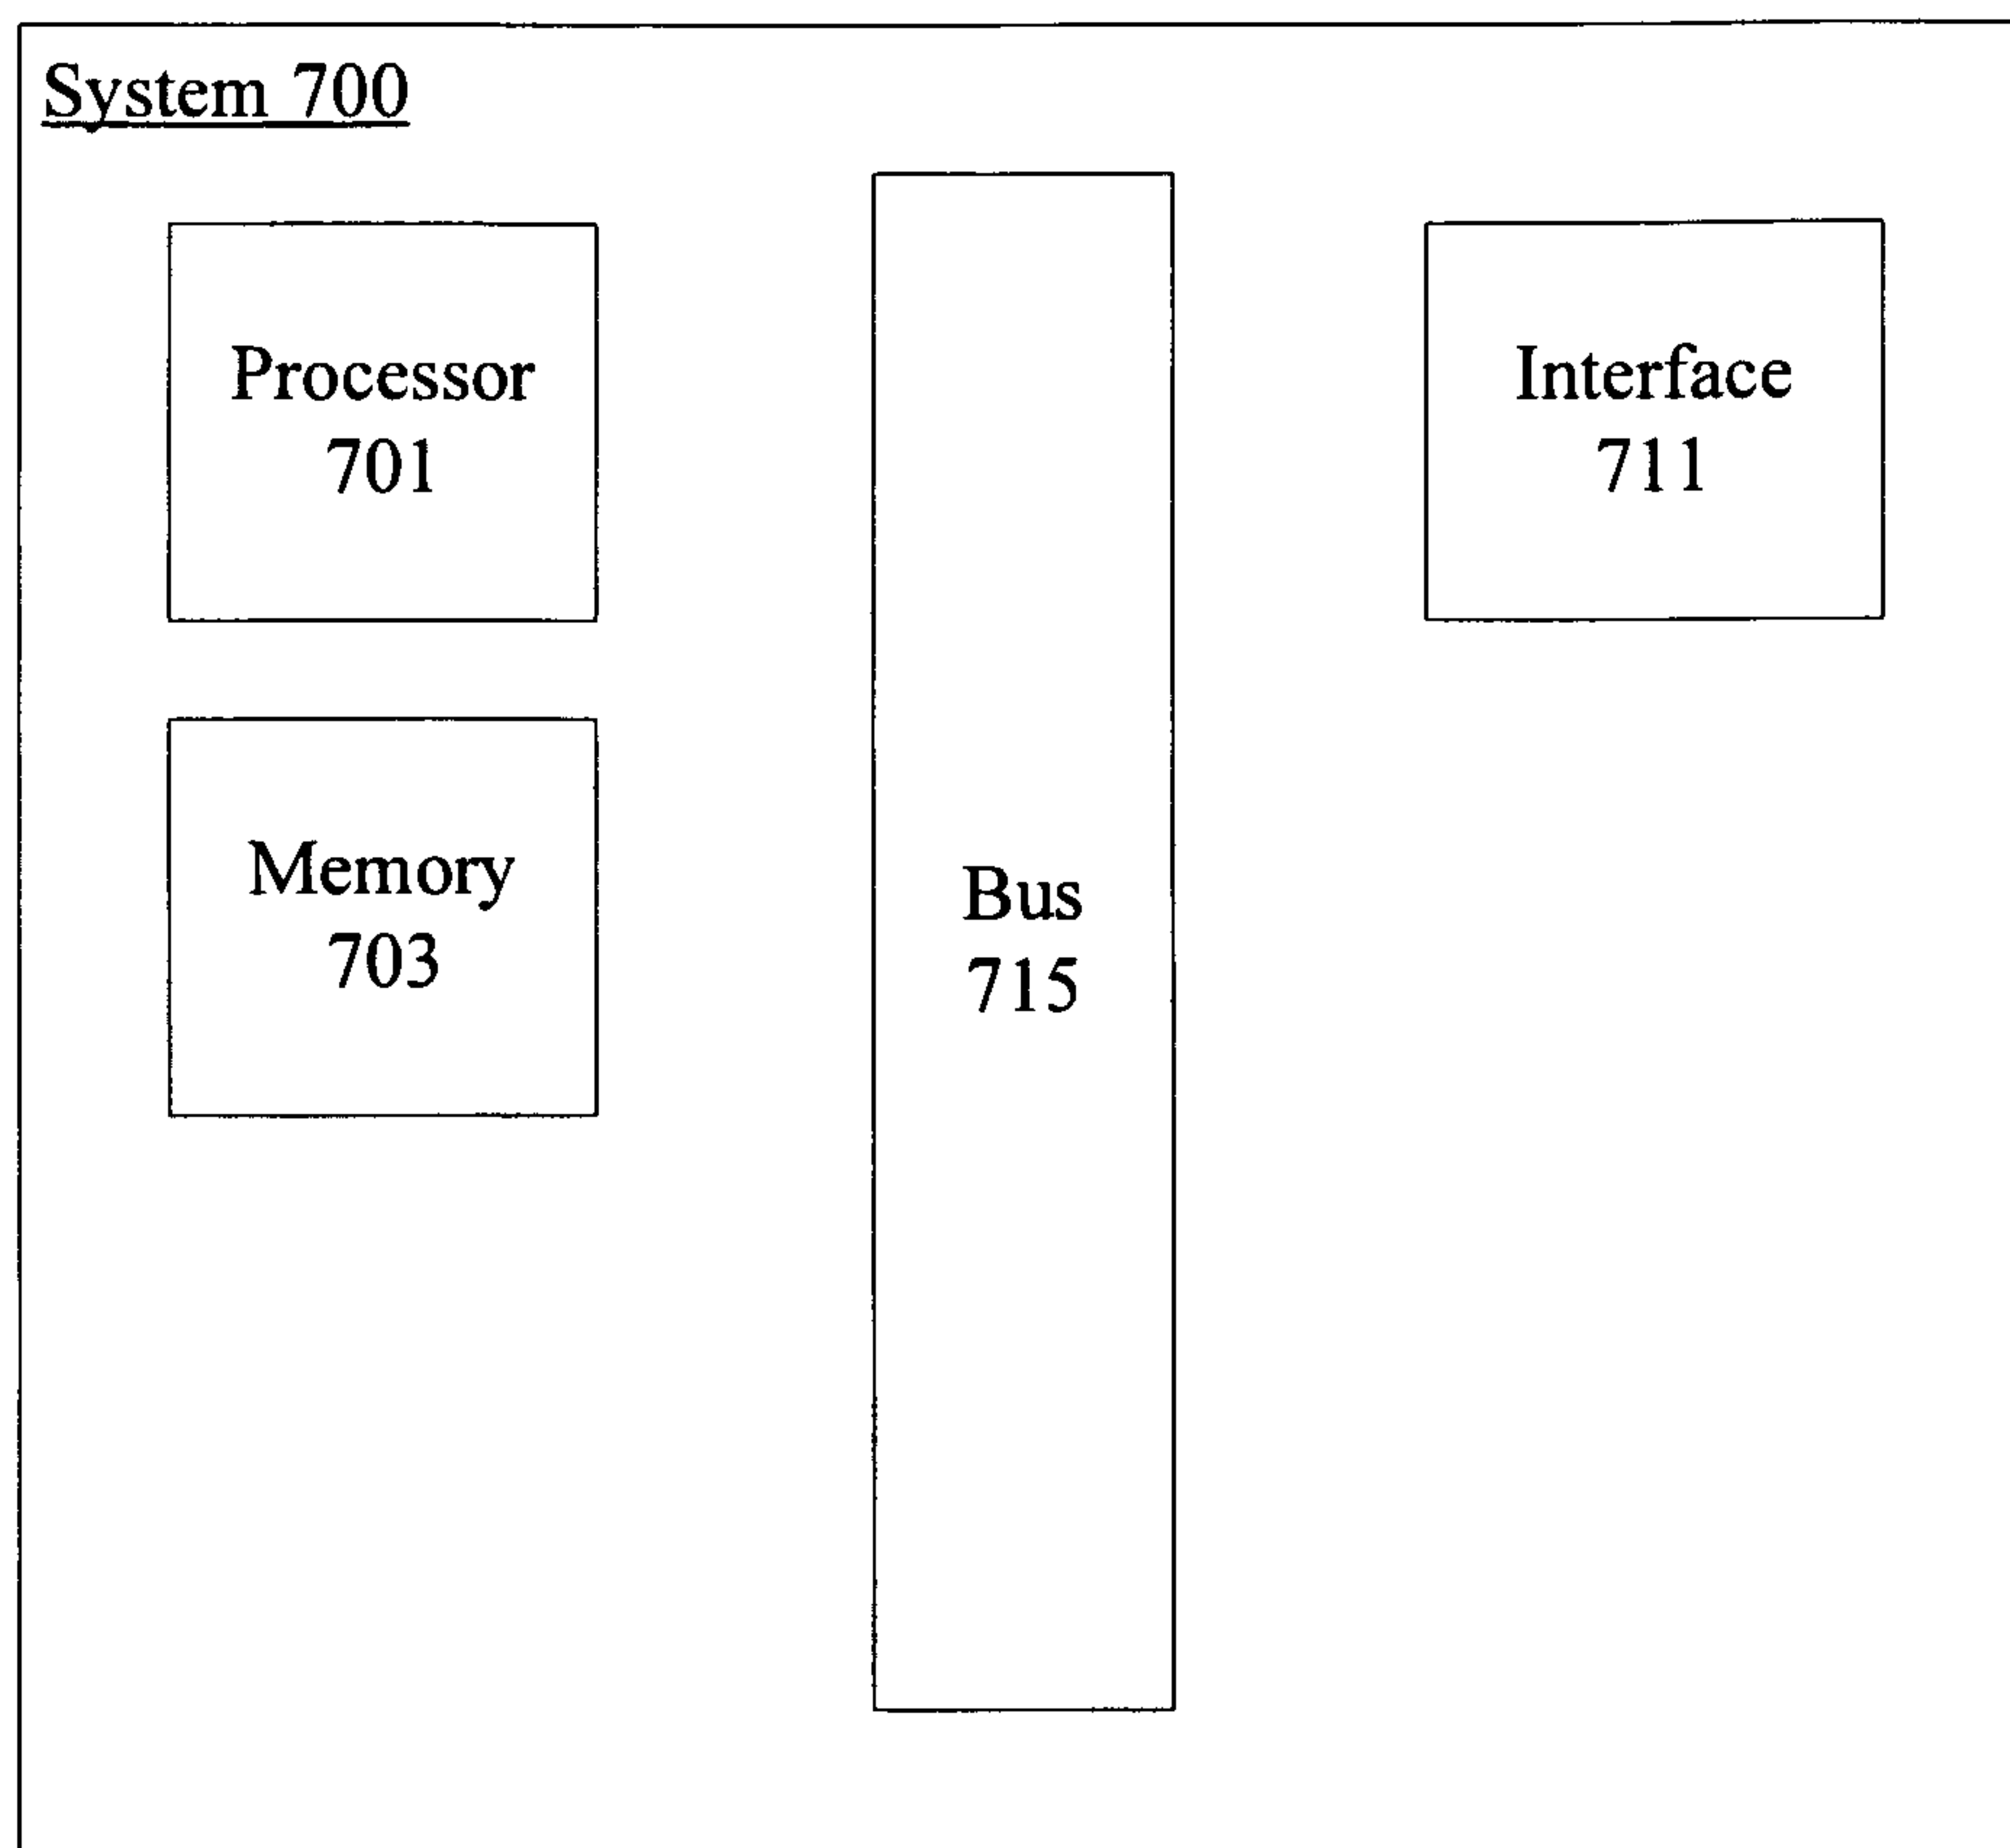 System 700
Processor
701
Interface
711
Memory
703
Bus
715